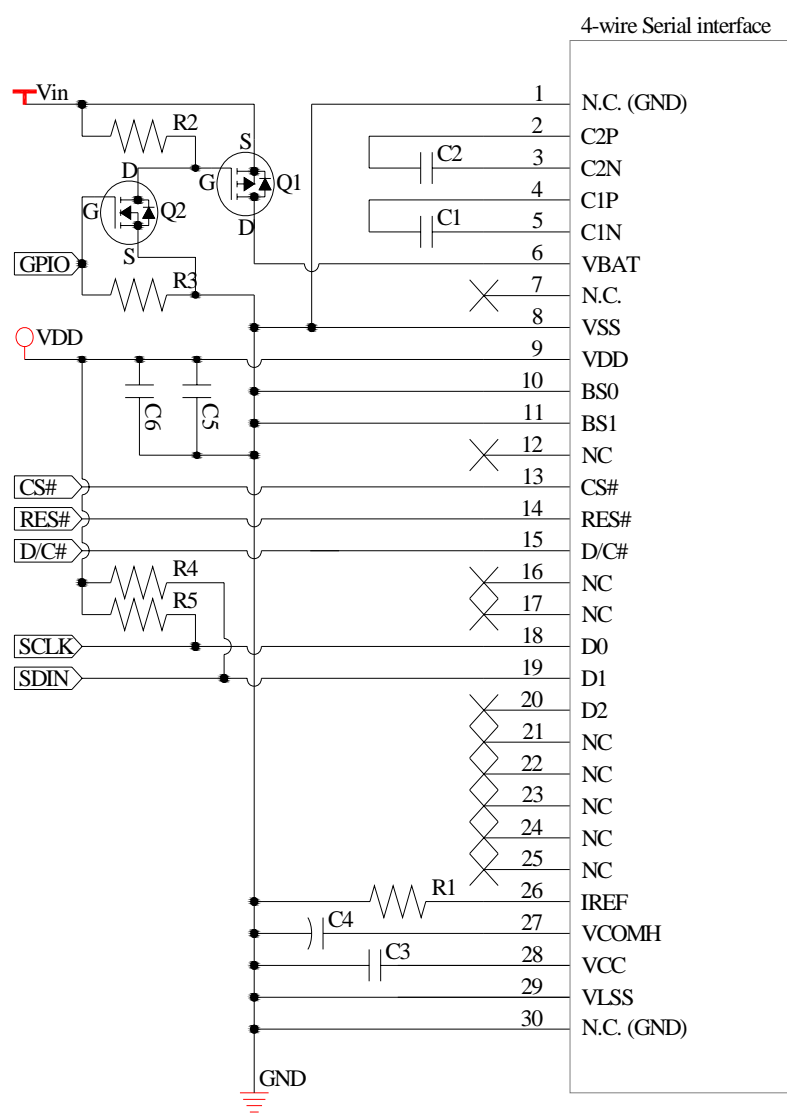 4-wire Serial interface
Vin
1 N.C. (GND)
R2
2 C2P
S
C2
3 C2N
D
G Q1
4 C1P
G Q2
C1
5 C1N
D
S
GPIO
6 VBAT
R3
7 N.C.
8 VSS
VDD
9 VDD
10 BS0
C6 C5
11 BS1
12 NC
CS# 13 CS#
RES# 14 RES#
D/C# 15 D/C#
R4
16 NC
R5
17 NC
SCLK 18 D0
SDIN 19 D1
20 D2
21 NC
22 NC
23 NC
24 NC
25 NC
R1
26 IREF
C4
27 VCOMH
C3
28 VCC
29 VLSS
30 N.C. (GND)
GND